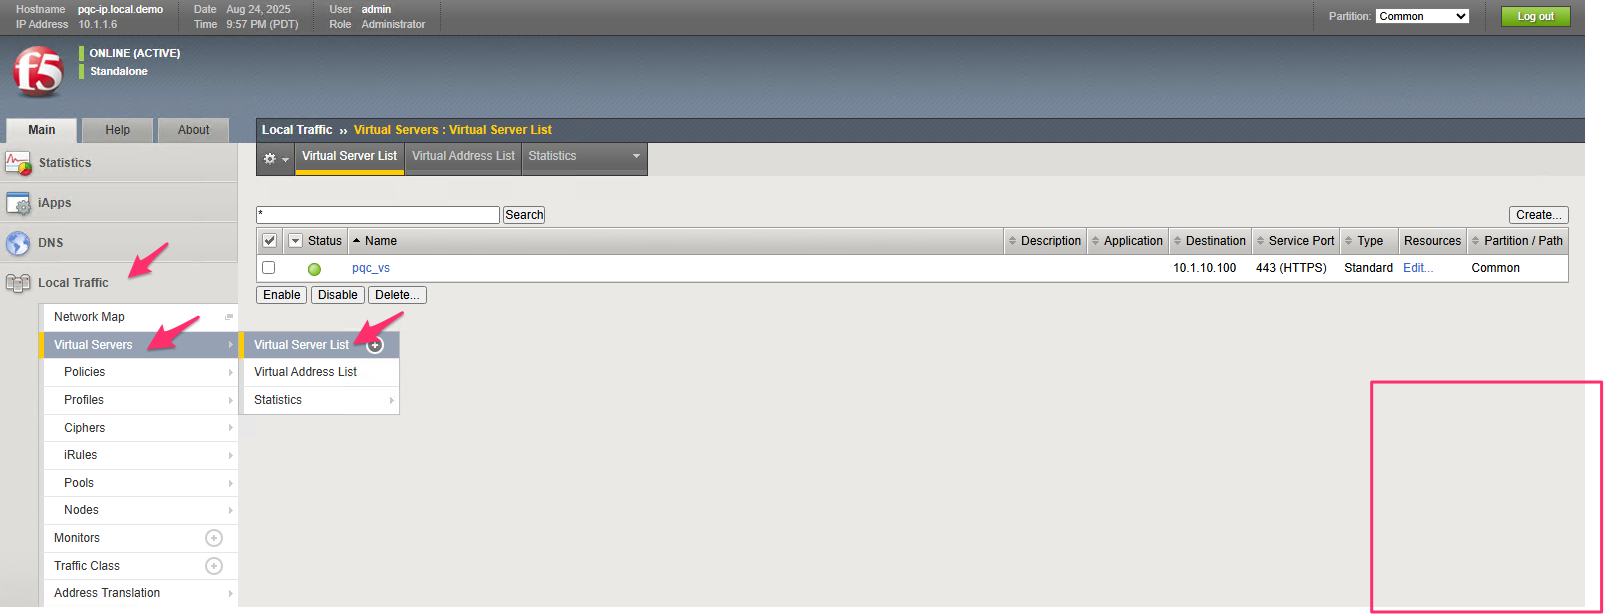 Hostname pqc-ip.local.demo Date Aug 24, 2025 User admin
IP Address 10.1.1.6 Time 9:57 PM (PDT) Role Administrator
Partition: Common Log out
f5
ONLINE (ACTIVE)
Standalone
Main Help About
Local Traffic ›› Virtual Servers : Virtual Server List
Virtual Server List Virtual Address List Statistics
Statistics
iApps
DNS
Local Traffic
Network Map
Virtual Servers
Policies
Profiles
Ciphers
iRules
Pools
Nodes
Monitors
Traffic Class
Address Translation
Virtual Server List
Virtual Address List
Statistics
* Search Create...
Status Name Description Application Destination Service Port Type Resources Partition / Path
pqc_vs 10.1.10.100 443 (HTTPS) Standard Edit... Common
Enable Disable Delete...